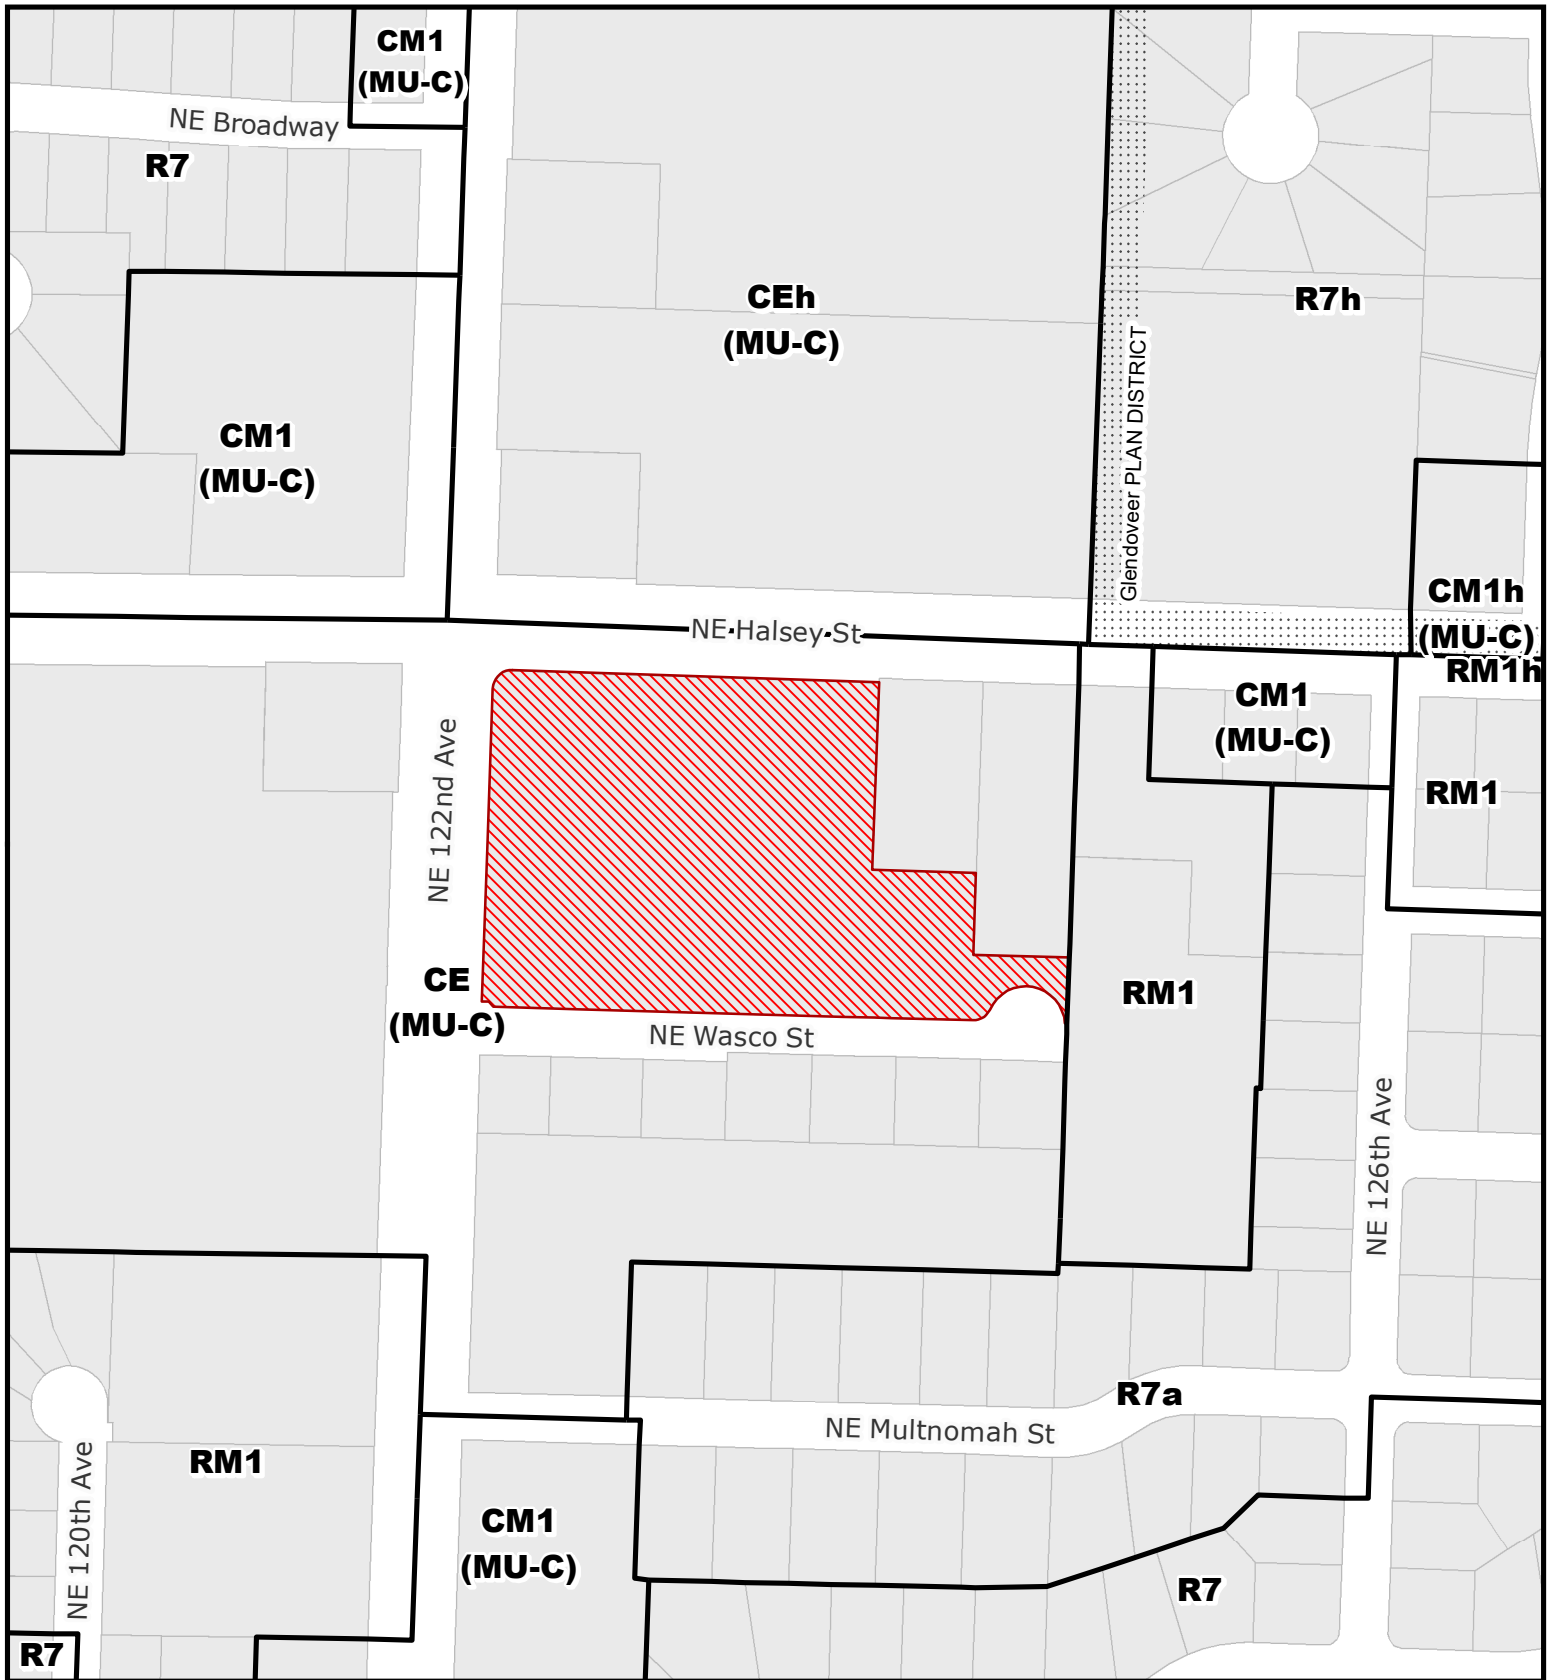 CM1
(MU-C)
NE Broadway
R7
CEh
(MU-C)
R7h
Glendoveer PLAN DISTRICT
CM1
(MU-C)
CM1h
(MU-C)
NE Halsey St
RM1h
CM1
(MU-C)
NE 122nd Ave
RM1
CE
(MU-C)
RM1
NE Wasco St
NE 126th Ave
R7a
NE Multnomah St
RM1
NE 120th Ave
CM1
(MU-C)
R7
R7